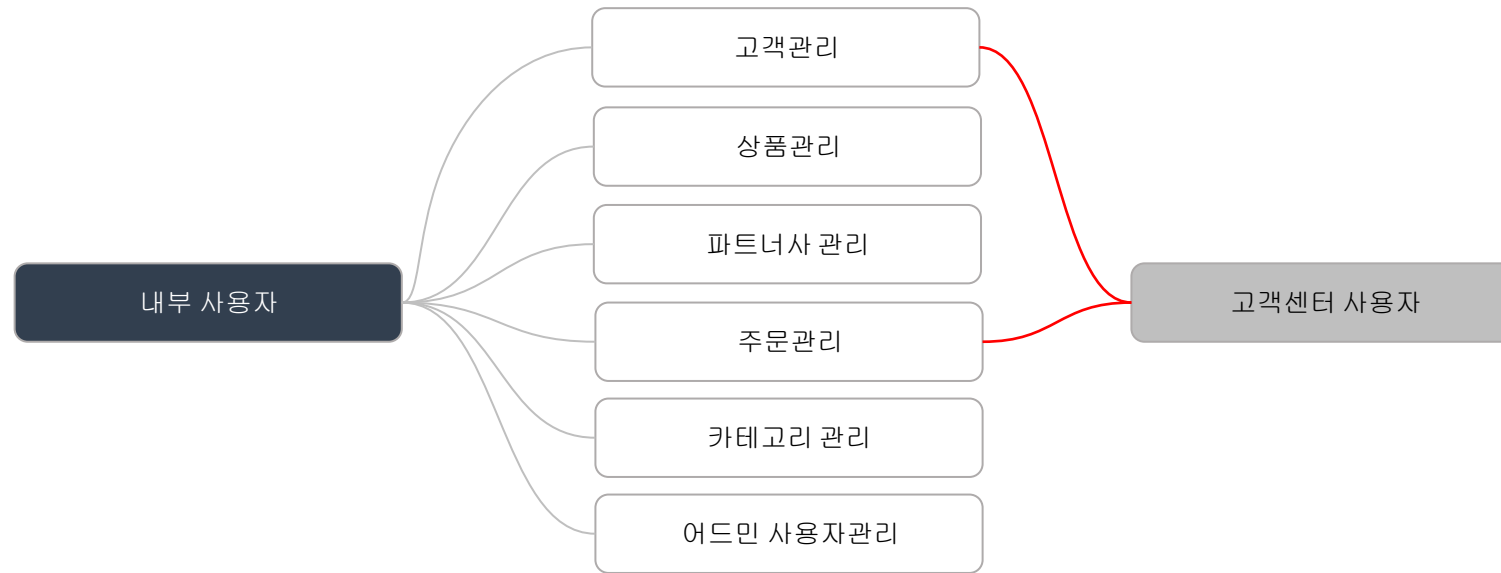 고객관리
상품관리
파트너사 관리
내부 사용자
고객센터 사용자
주문관리
카테고리 관리
어드민 사용자관리